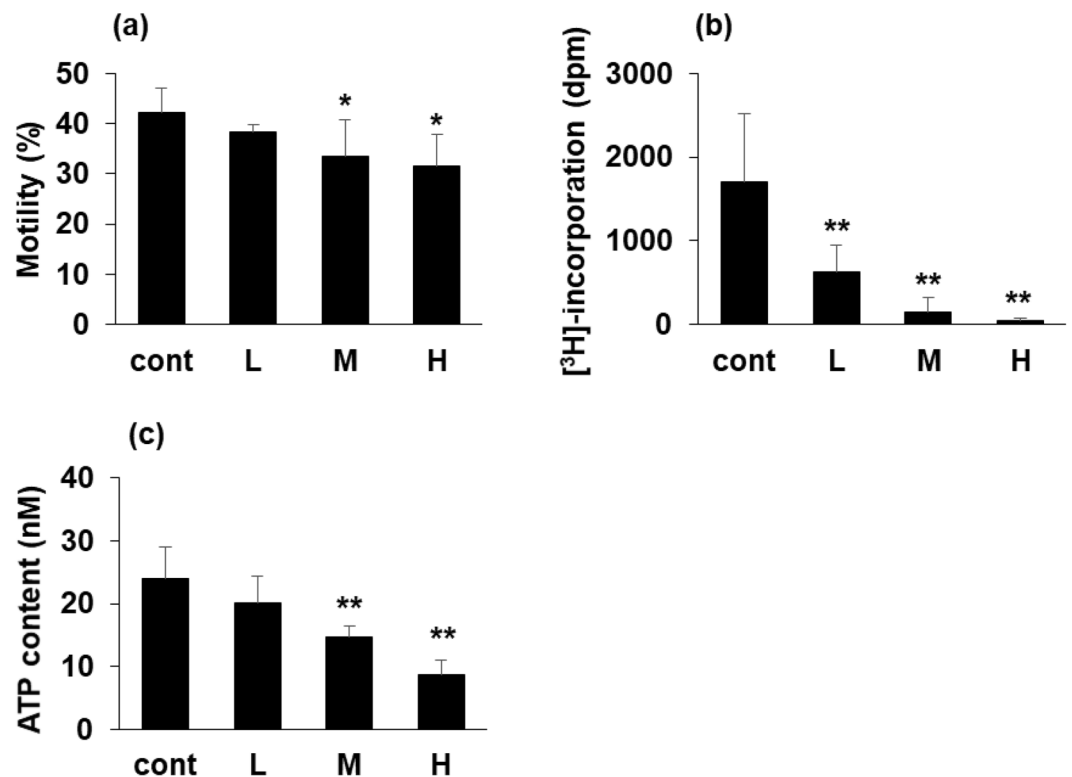 (a)
Motility (%)
50
40
30
20
10
0
*
*
cont L M H
(b)
[³H]-incorporation (dpm)
3000
2000
1000
0
**
**
**
cont L M H
(c)
ATP content (nM)
40
30
20
10
0
**
**
cont L M H